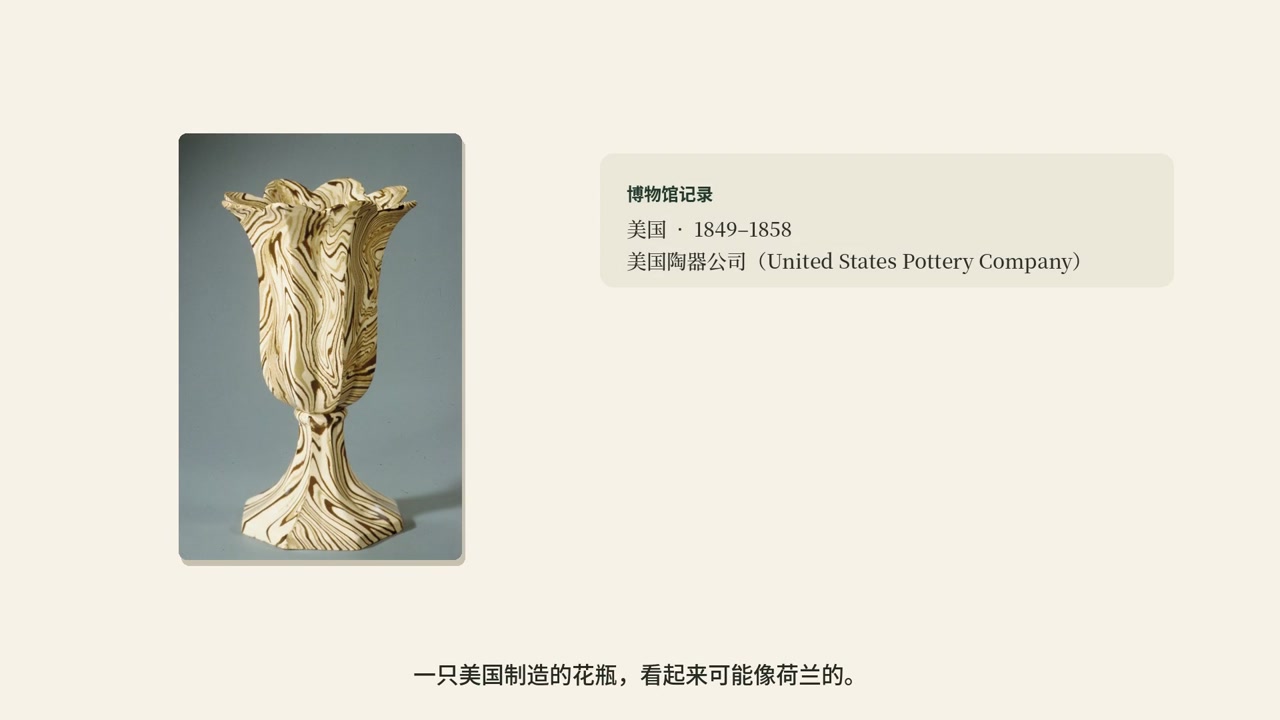 博物馆记录
美国 · 1849–1858
美国陶器公司（United States Pottery Company）
一只美国制造的花瓶，看起来可能像荷兰的。